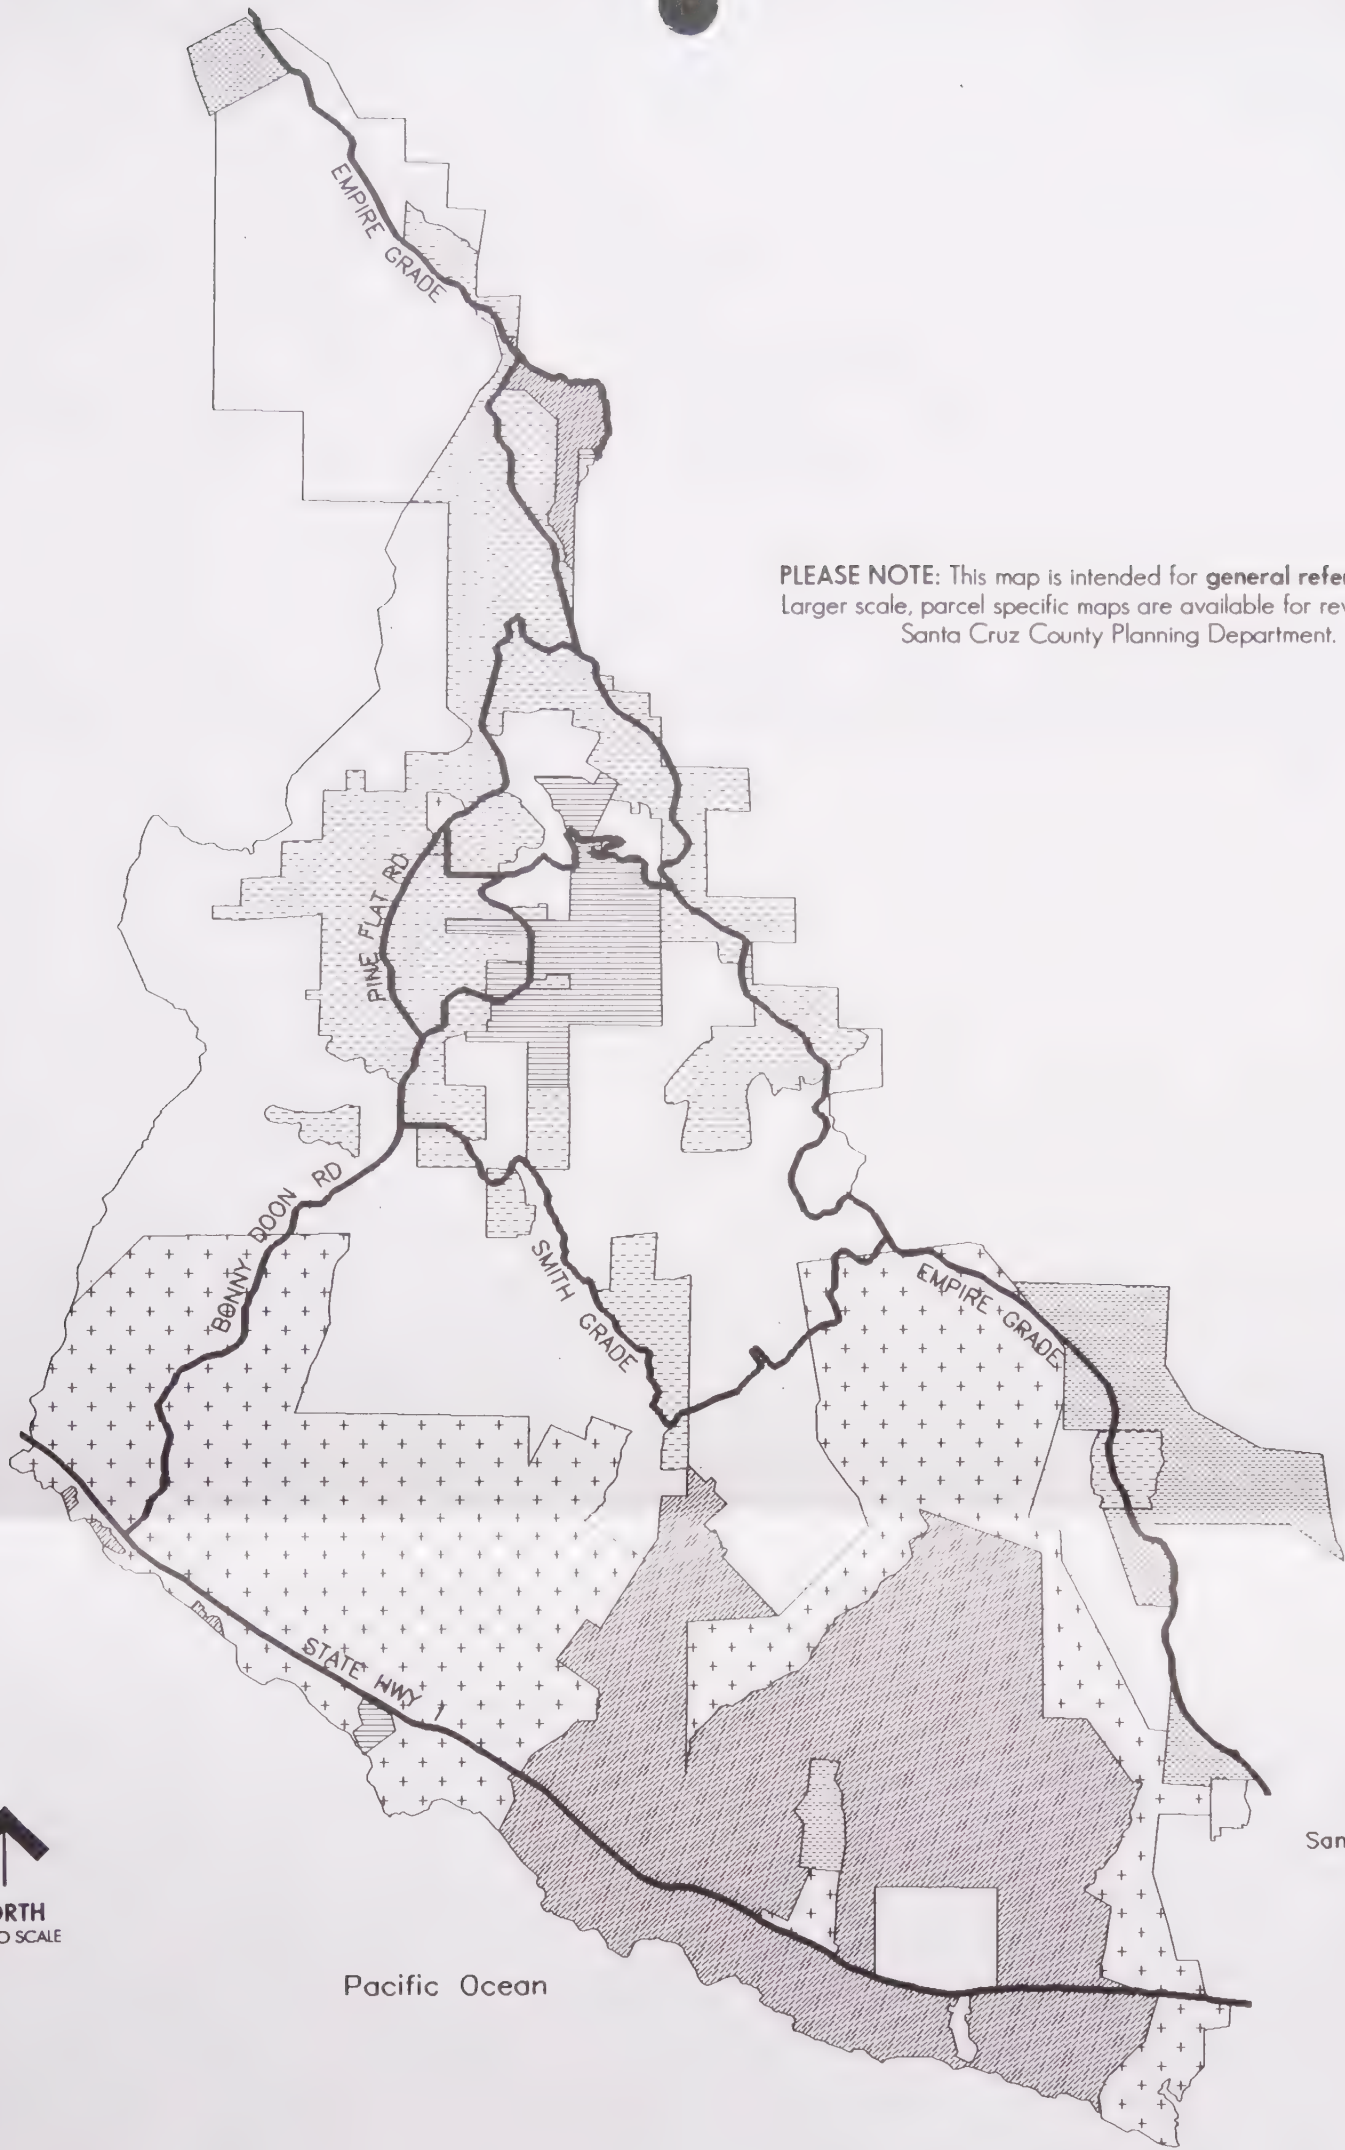 EMPIRE GRADE
PLEASE NOTE: This map is intended for general refer
Larger scale, parcel specific maps are available for rev
Santa Cruz County Planning Department.
PINE FLAT RD
BONNY DOON RD
SMITH GRADE
EMPIRE GRADE
STATE HWY 1
San
ORTH
O SCALE
Pacific Ocean